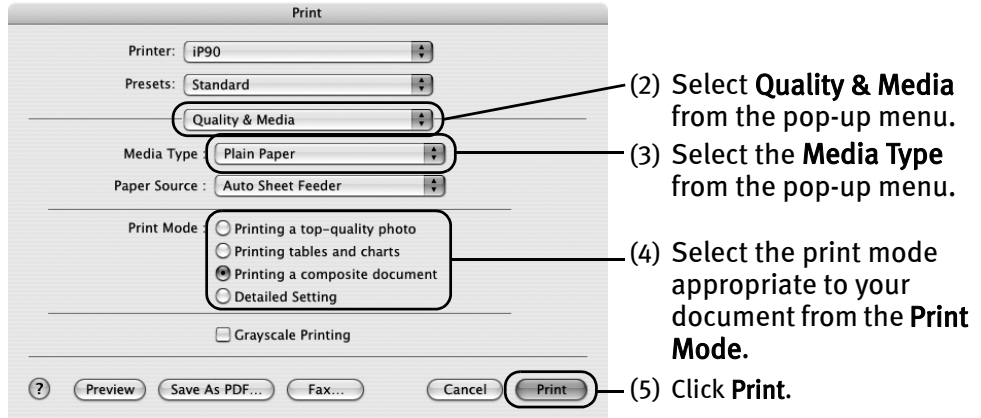 Print
Printer: iP90
Presets: Standard
Quality & Media
Media Type : Plain Paper
Paper Source : Auto Sheet Feeder
Print Mode : Printing a top-quality photo
Printing tables and charts
Printing a composite document
Detailed Setting
Grayscale Printing
? Preview Save As PDF... Fax... Cancel Print
(2) Select Quality & Media
from the pop-up menu.
(3) Select the Media Type
from the pop-up menu.
(4) Select the print mode
appropriate to your
document from the Print
Mode.
(5) Click Print.